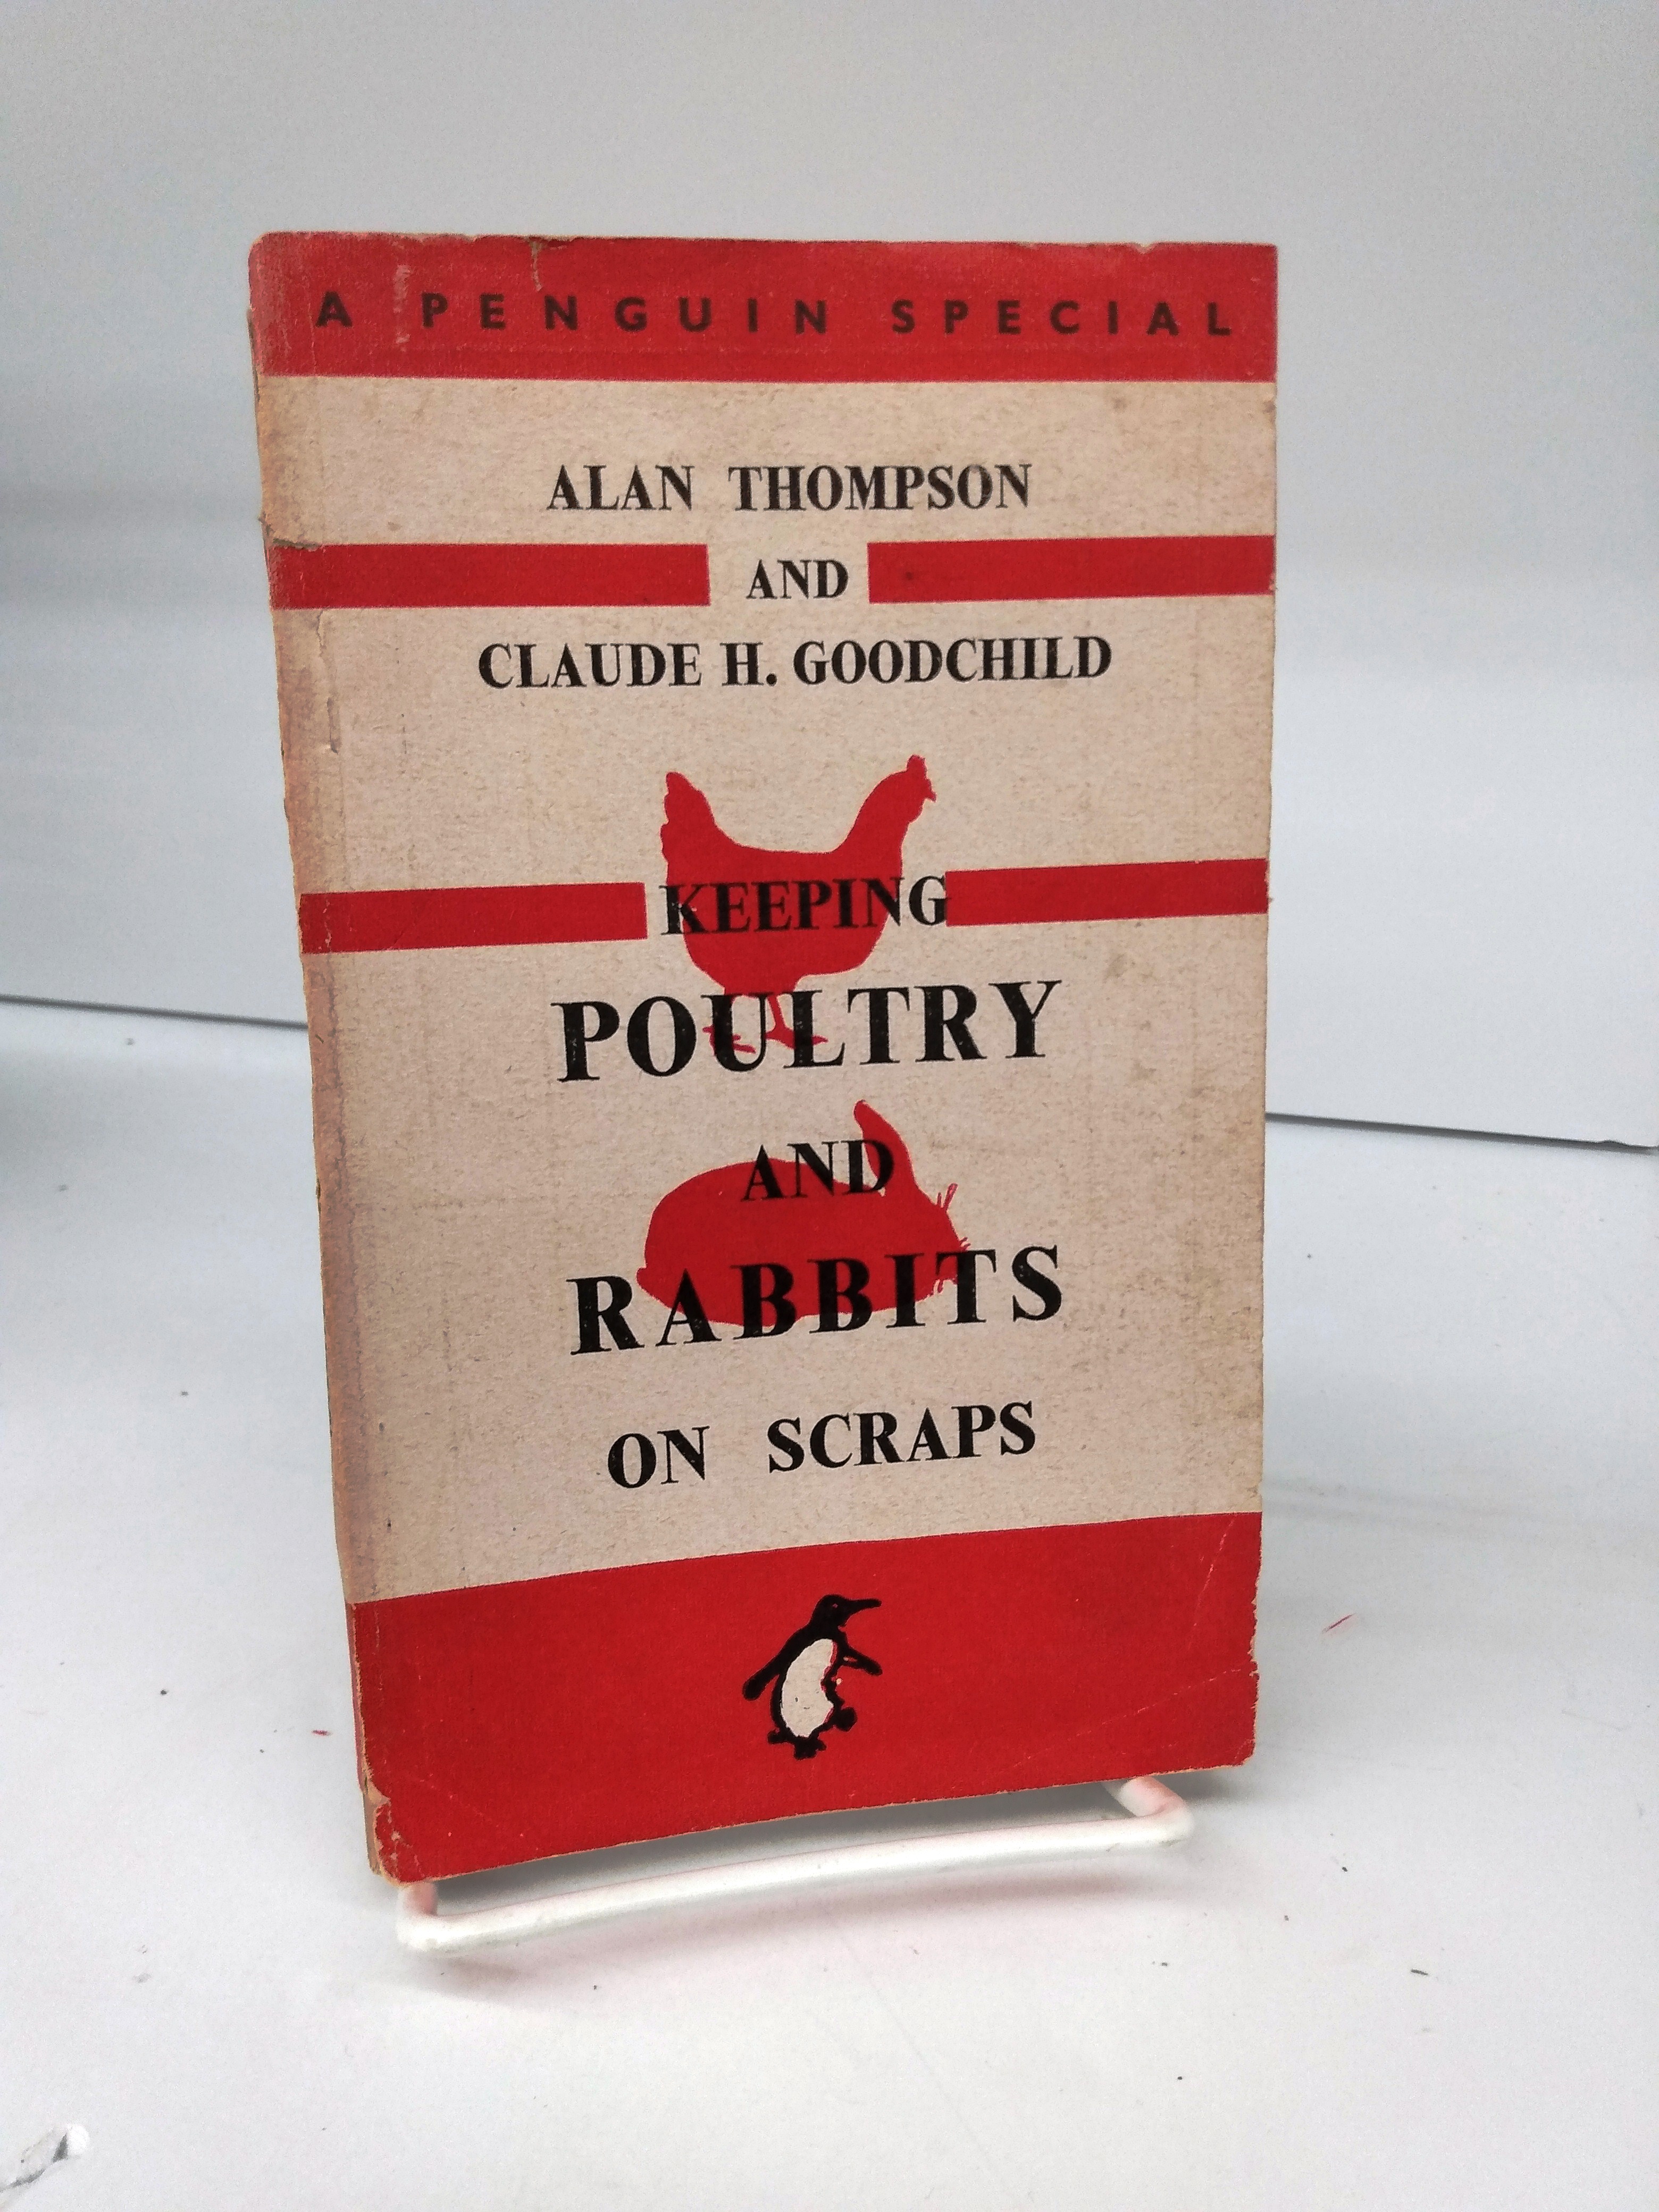 A PENGUIN SPECIAL
ALAN THOMPSON
AND
CLAUDE H. GOODCHILD
KEEPING
POULTRY
AND
RABBITS
ON SCRAPS